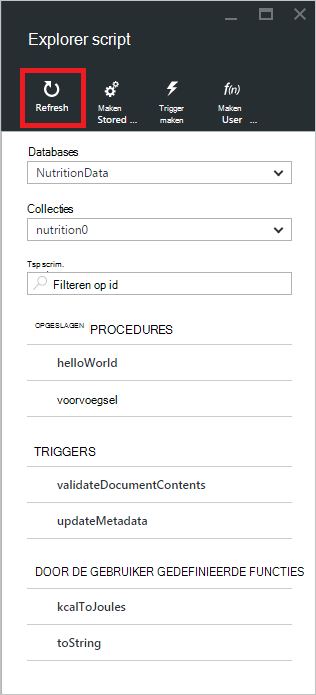 Explorer script
Refresh
Maken
Stored ...
Trigger
maken
f(n)
Maken
User ...
Databases
NutritionData
Collecties
nutrition0
Tsp scrim.
Filteren op id
OPGESLAGEN PROCEDURES
helloWorld
voorvoegsel
TRIGGERS
validateDocumentContents
updateMetadata
DOOR DE GEBRUIKER GEDEFINIEERDE FUNCTIES
kcalToJoules
toString